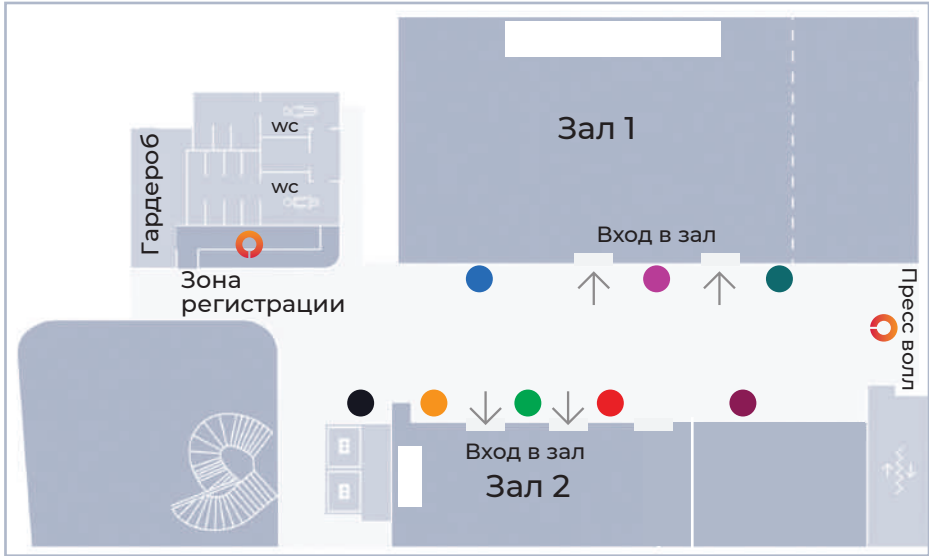 Зал 1
wc
Гардероб
wc
Вход в зал
Зона
регистрации
Пресс волл
Вход в зал
Зал 2